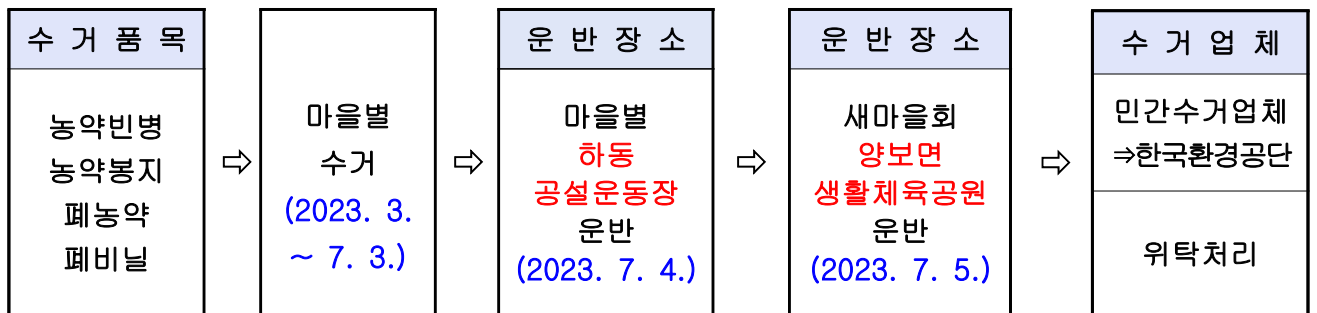 수 거 품 목
농약빈병
농약봉지
폐농약
폐비닐
⇨
마을별
수거
(2023. 3.
~ 7. 3.)
⇨
운 반 장 소
마을별
하동
공설운동장
운반
(2023. 7. 4.)
⇨
운 반 장 소
새마을회
양보면
생활체육공원
운반
(2023. 7. 5.)
⇨
수 거 업 체
민간수거업체
⇒한국환경공단
위탁처리